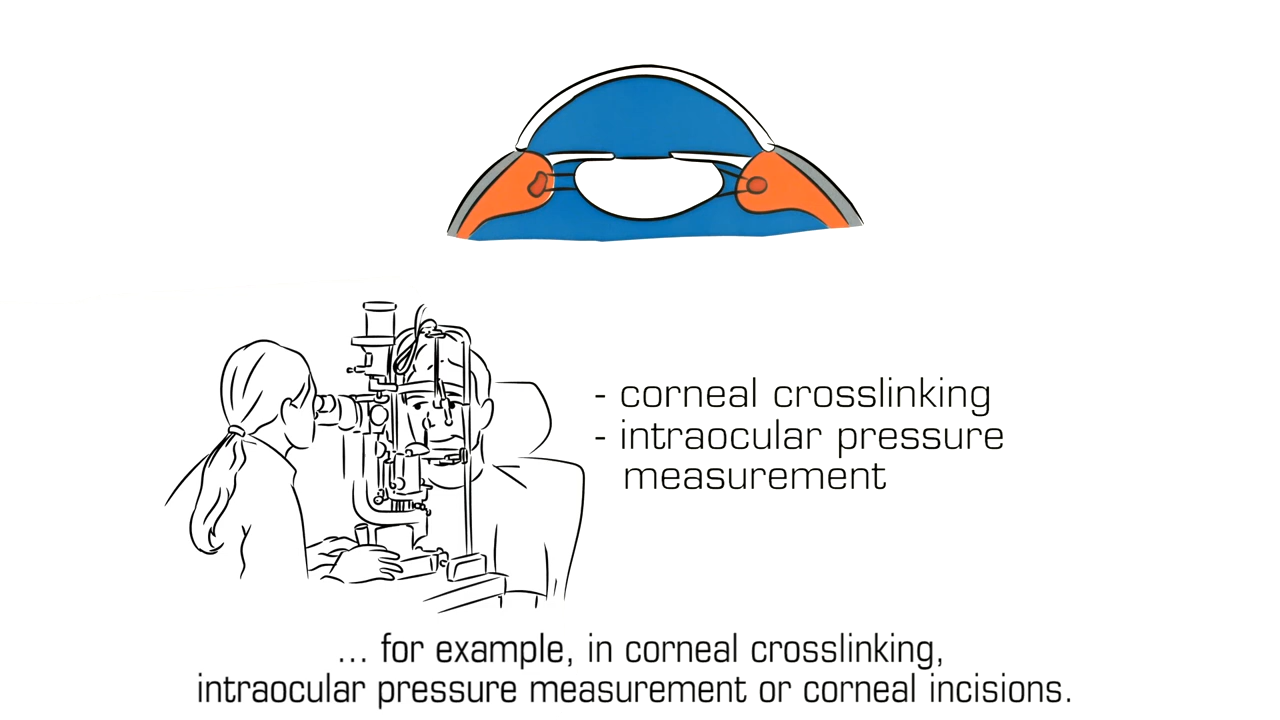 - corneal crosslinking
- intraocular pressure
measurement
... for example, in corneal crosslinking,
intraocular pressure measurement or corneal incisions.